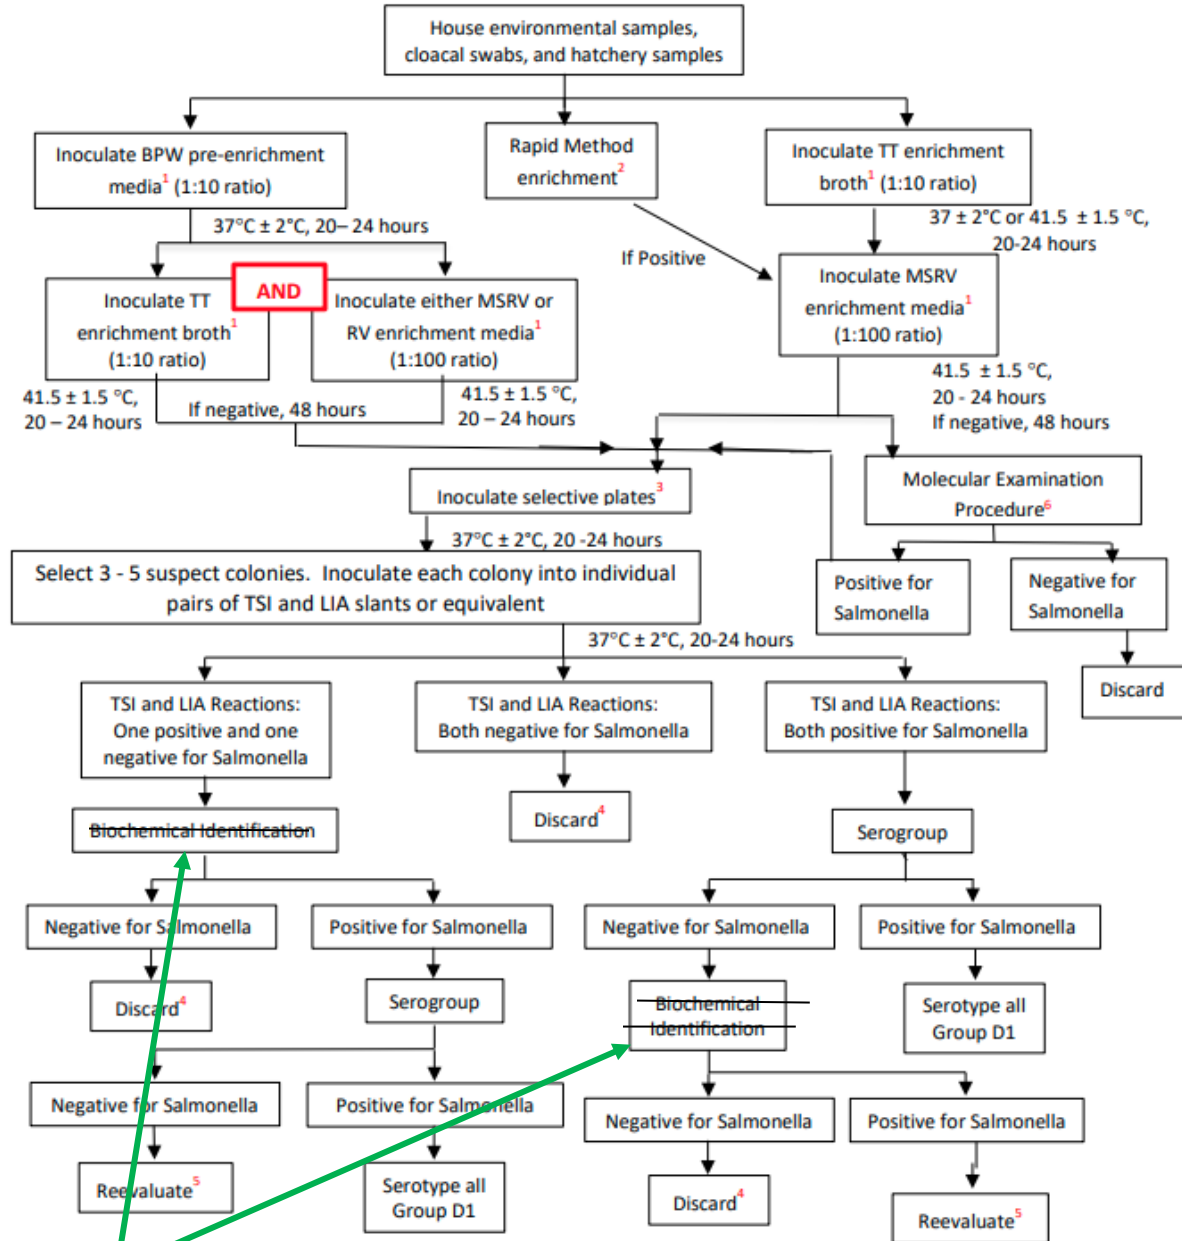 House environmental samples,
cloacal swabs, and hatchery samples
Inoculate BPW pre-enrichment
media¹ (1:10 ratio)
Rapid Method
enrichment²
Inoculate TT enrichment
broth¹ (1:10 ratio)
37°C ± 2°C, 20– 24 hours
37 ± 2°C or 41.5 ± 1.5 °C,
20-24 hours
If Positive
Inoculate TT
enrichment broth¹
(1:10 ratio)
AND
Inoculate either MSRV or
RV enrichment media¹
(1:100 ratio)
Inoculate MSRV
enrichment media¹
(1:100 ratio)
41.5 ± 1.5 °C,
20 – 24 hours
If negative, 48 hours
41.5 ± 1.5 °C,
20 – 24 hours
41.5 ± 1.5 °C,
20 - 24 hours
If negative, 48 hours
Inoculate selective plates³
Molecular Examination
Procedure⁶
37°C ± 2°C, 20 -24 hours
Select 3 - 5 suspect colonies. Inoculate each colony into individual
pairs of TSI and LIA slants or equivalent
Positive for
Salmonella
Negative for
Salmonella
37°C ± 2°C, 20-24 hours
Discard
TSI and LIA Reactions:
One positive and one
negative for Salmonella
TSI and LIA Reactions:
Both negative for Salmonella
TSI and LIA Reactions:
Both positive for Salmonella
Biochemical Identification
Discard⁴
Serogroup
Negative for Salmonella
Positive for Salmonella
Negative for Salmonella
Positive for Salmonella
Discard⁴
Serogroup
Biochemical
Identification
Serotype all
Group D1
Negative for Salmonella
Positive for Salmonella
Negative for Salmonella
Positive for Salmonella
Reevaluate⁵
Serotype all
Group D1
Discard⁴
Reevaluate⁵